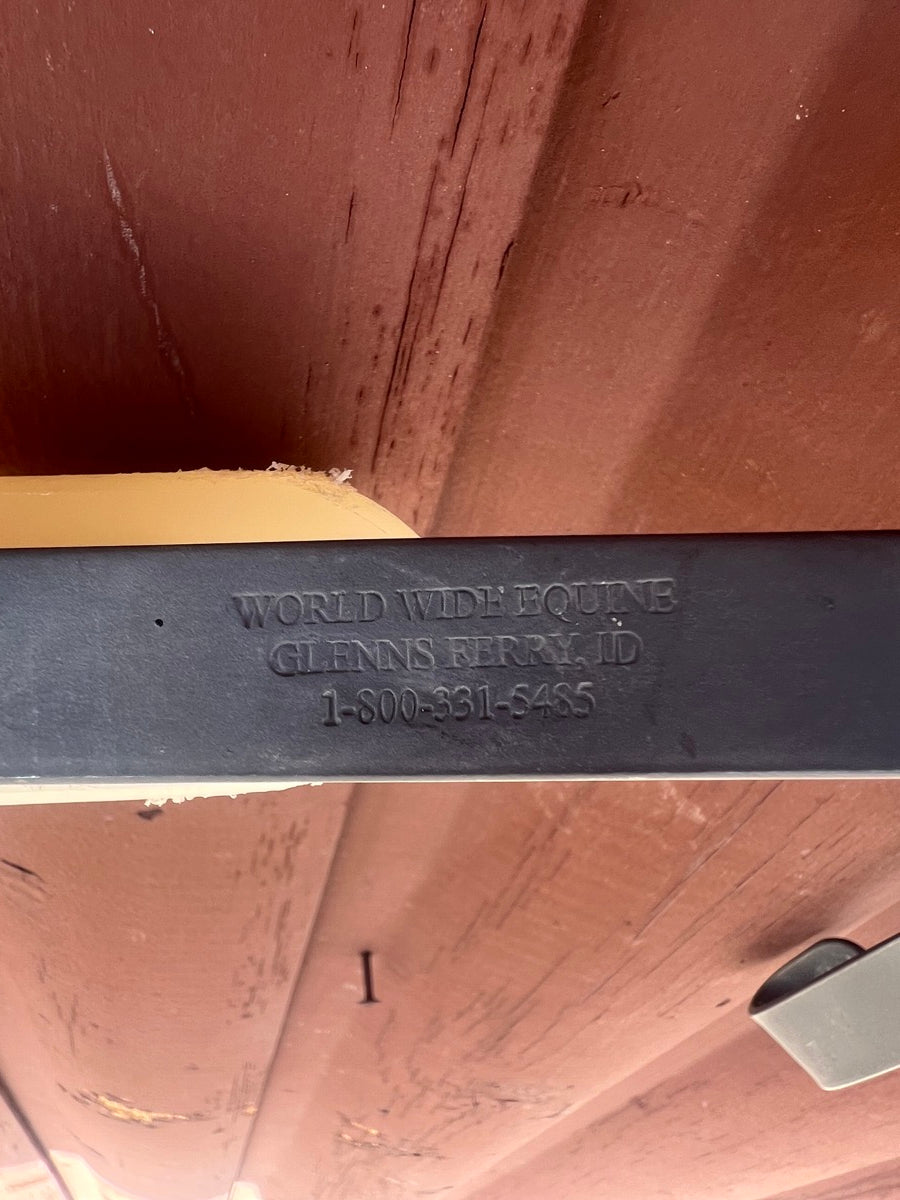 WORLD WIDE EQUINE
GLENNS FERRY, ID
1-800-331-5485